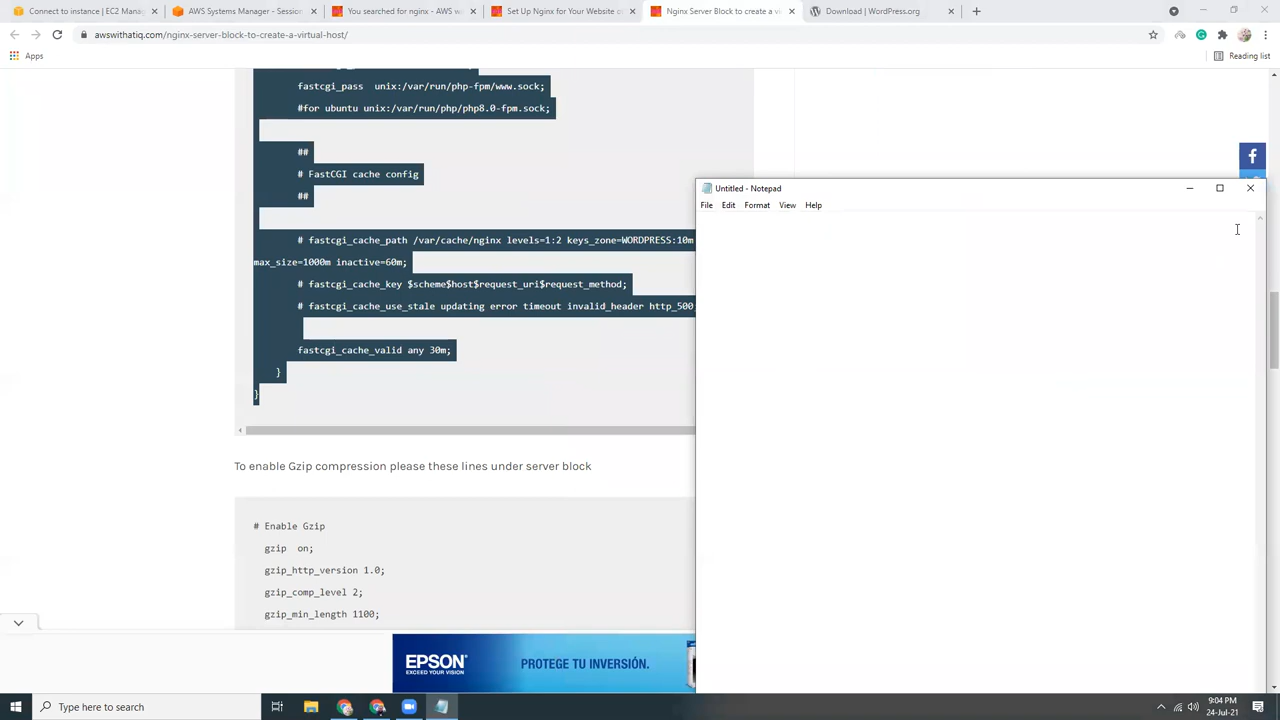 Connect to instance | EC2 Mana
AWS Systems Manager - Session
You searched for nginx - AWS w
Set Up Nginx for Your Website o
Nginx Server Block to create a vi
Download | WordPress.org
awswithatiq.com/nginx-server-block-to-create-a-virtual-host/
Apps
Reading list
fastcgi_pass unix:/var/run/php-fpm/www.sock;
#for ubuntu unix:/var/run/php/php8.0-fpm.sock;
##
# FastCGI cache config
##
# fastcgi_cache_path /var/cache/nginx levels=1:2 keys_zone=WORDPRESS:10m
max_size=1000m inactive=60m;
# fastcgi_cache_key $scheme$host$request_uri$request_method;
# fastcgi_cache_use_stale updating error timeout invalid_header http_500;
fastcgi_cache_valid any 30m;
}
}
To enable Gzip compression please these lines under server block
# Enable Gzip
gzip on;
gzip_http_version 1.0;
gzip_comp_level 2;
gzip_min_length 1100;
Untitled - Notepad
File Edit Format View Help
EPSON
EXCEED YOUR VISION
PROTEGE TU INVERSIÓN.
Type here to search
9:04 PM
24-Jul-21